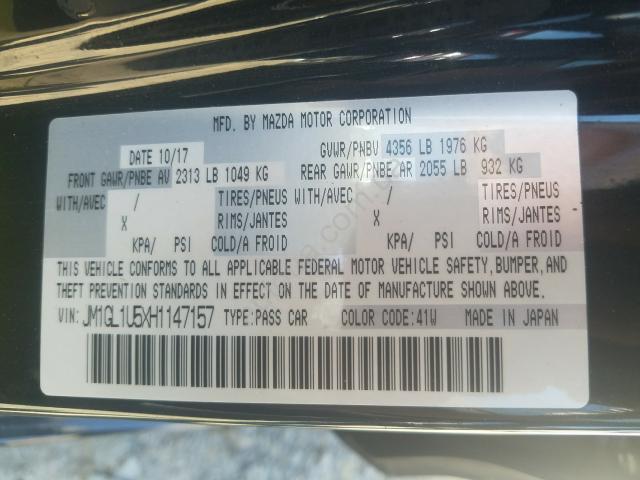 MFD. BY MAZDA MOTOR CORPORATION
DATE 10/17 GVWR/PNBV 4356 LB 1976 KG
FRONT GAWR/PNBE AV 2313 LB 1049 KG REAR GAWR/PNBE AR 2055 LB 932 KG
WITH/AVEC / TIRES/PNEUS WITH/AVEC / TIRES/PNEUS
X RIMS/JANTES X RIMS/JANTES
KPA/ PSI COLD/A FROID KPA/ PSI COLD/A FROID
THIS VEHICLE CONFORMS TO ALL APPLICABLE FEDERAL MOTOR VEHICLE SAFETY, BUMPER, AND
THEFT PREVENTION STANDARDS IN EFFECT ON THE DATE OF MANUFACTURE SHOWN ABOVE.
VIN: JM1GL1U5XH1147157 TYPE:PASS CAR COLOR CODE:41W MADE IN JAPAN